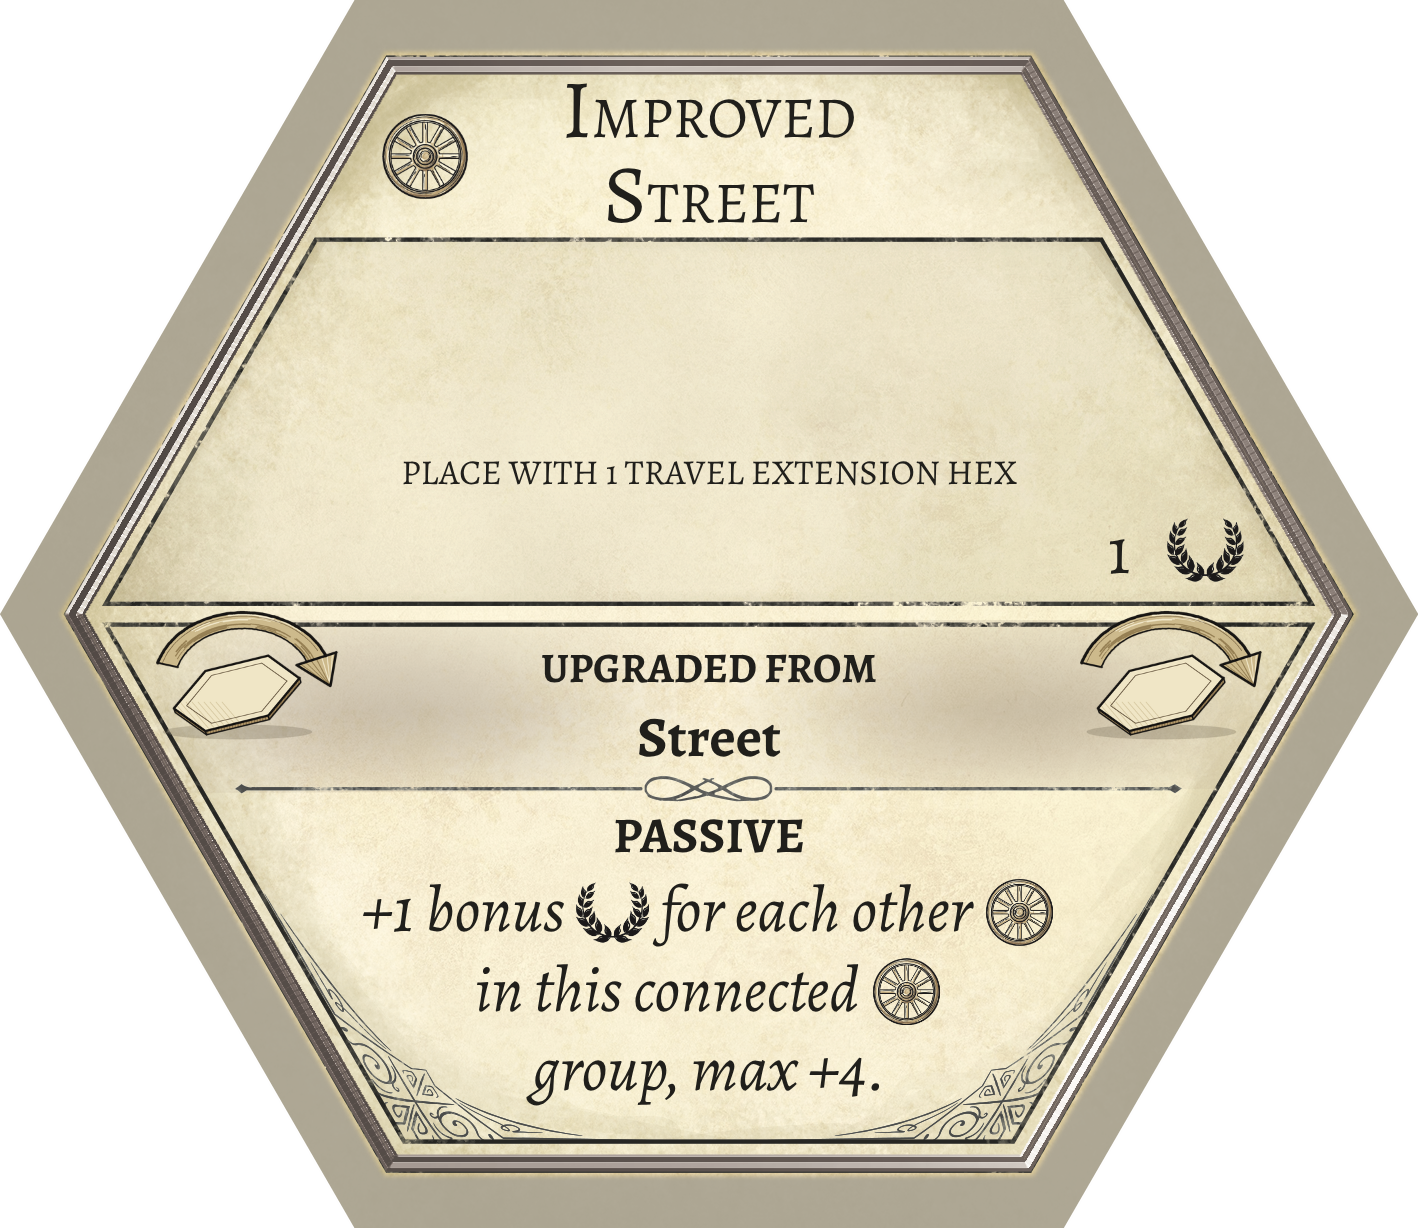 Improved
Street
PLACE WITH 1 TRAVEL EXTENSION HEX
1
UPGRADED FROM
Street
PASSIVE
+1 bonus for each other
in this connected
group, max +4.